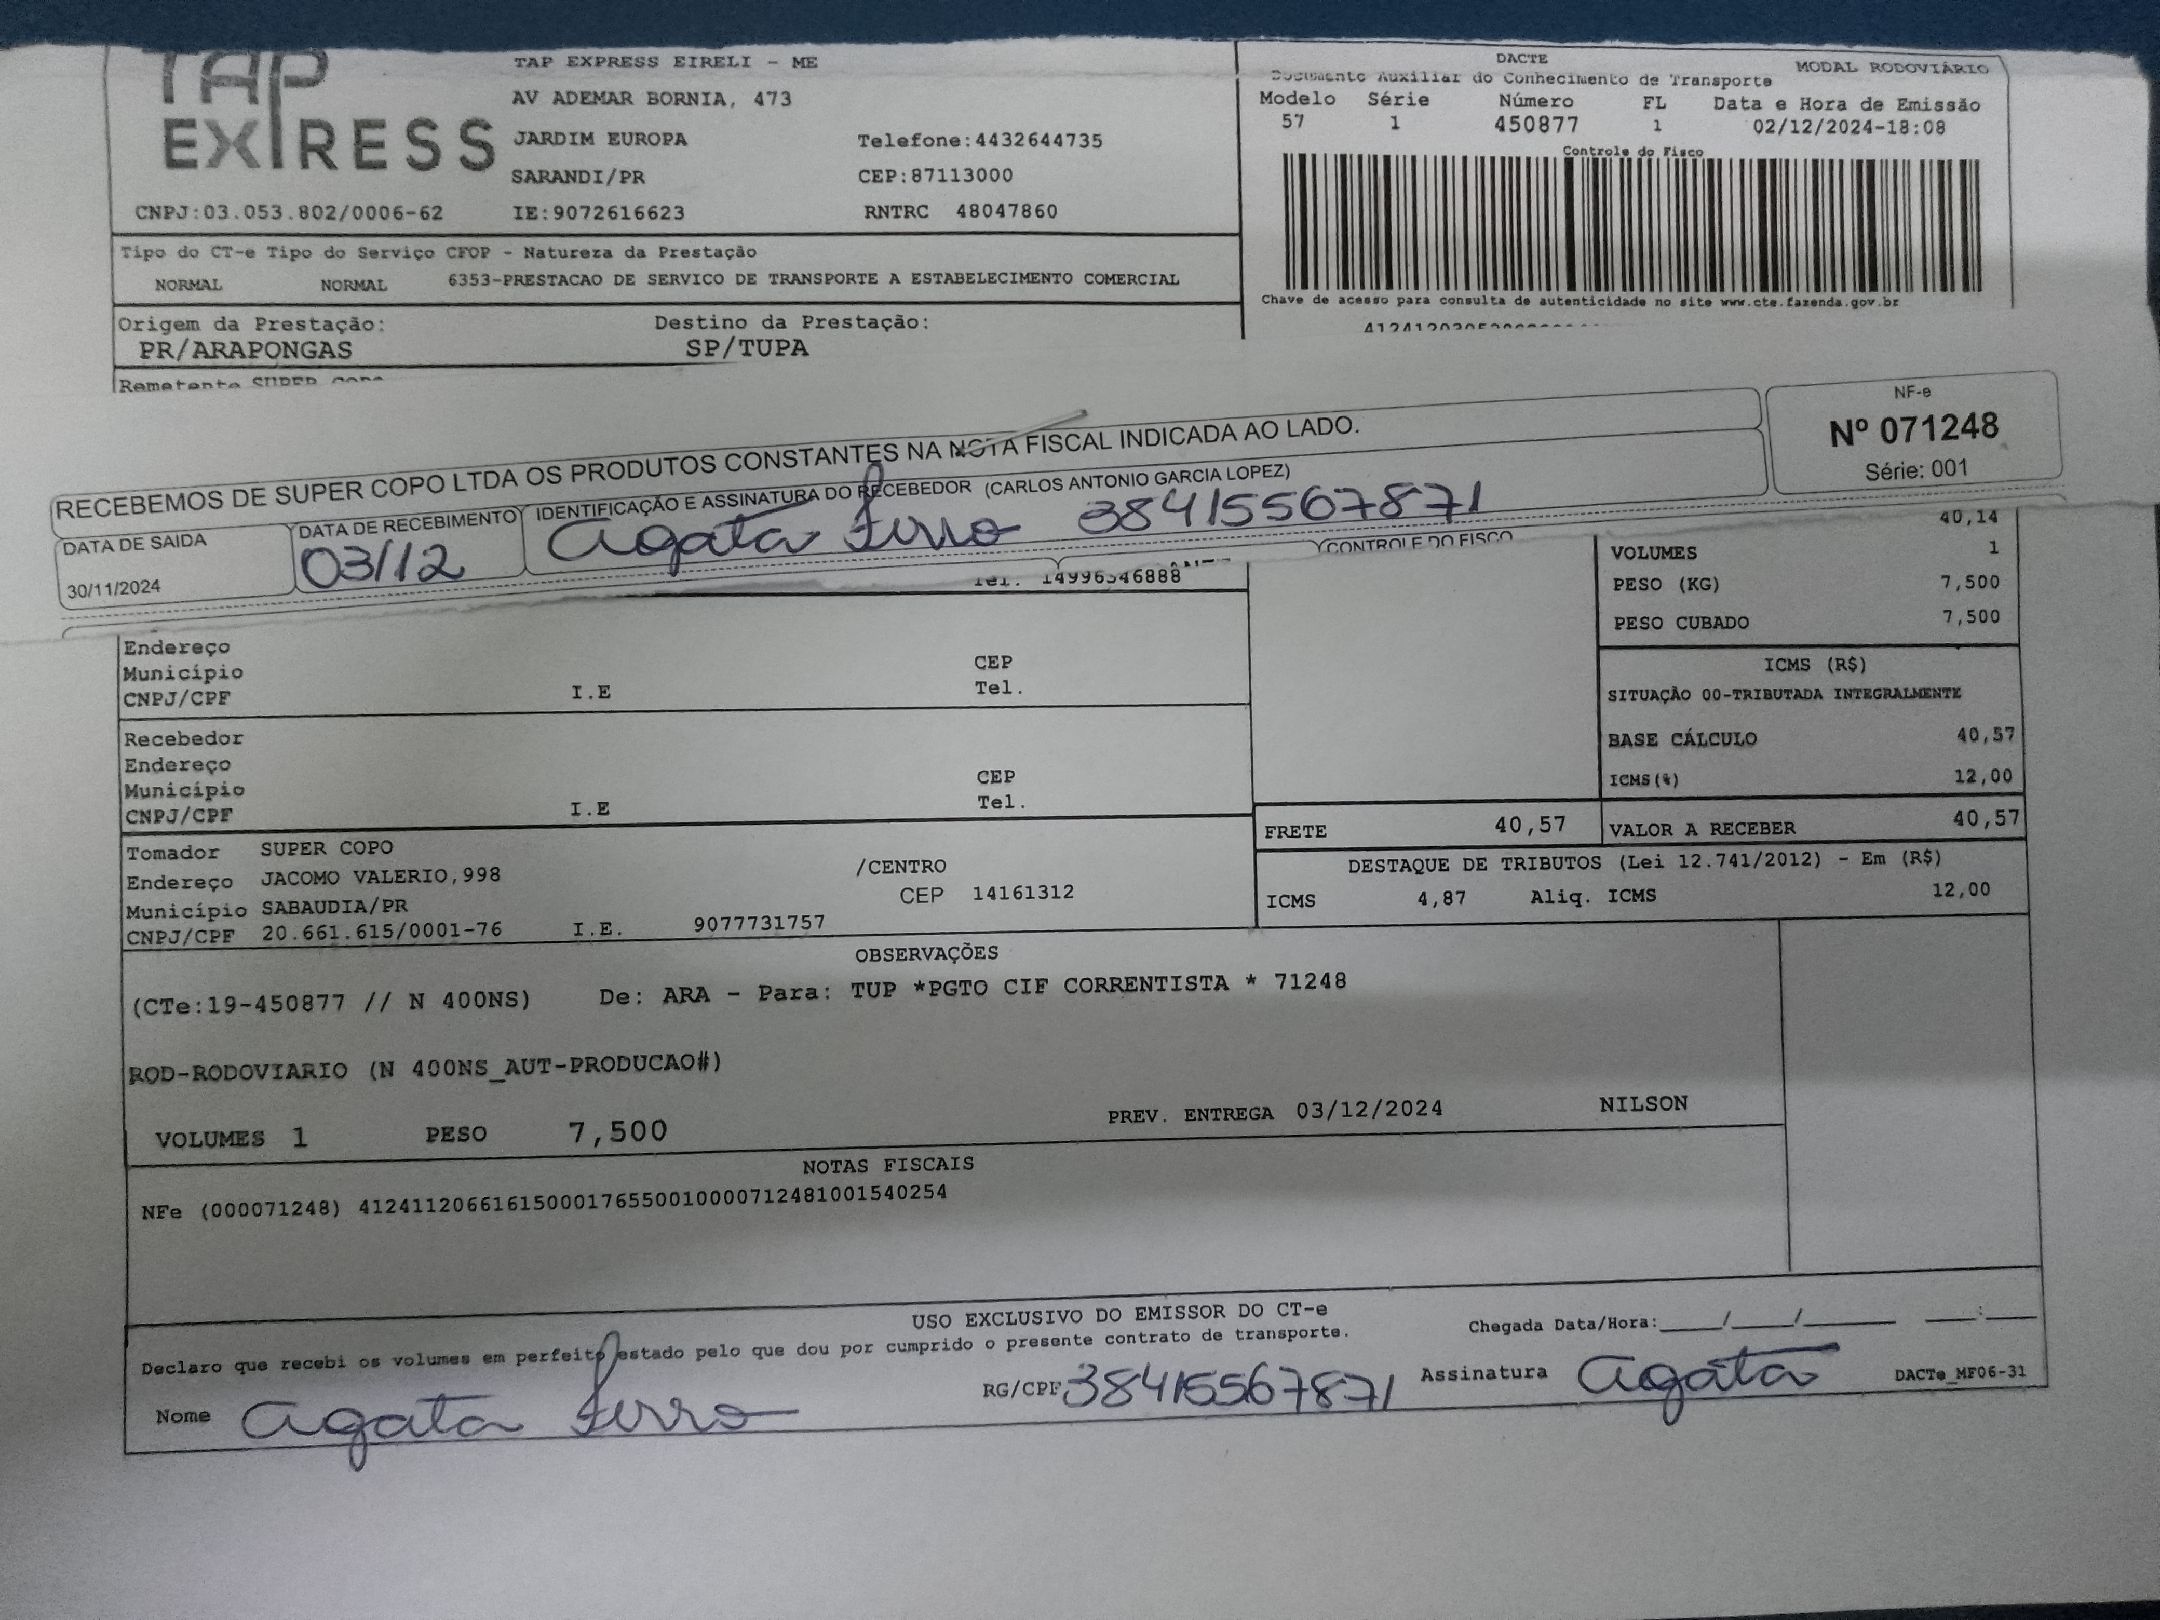 TAP EXPRESS
TAP EXPRESS EIRELI - ME
AV ADEMAR BORNIA, 473
JARDIM EUROPA Telefone:4432644735
SARANDI/PR CEP:87113000
CNPJ:03.053.802/0006-62 IE:9072616623 RNTRC 48047860
DACTE MODAL RODOVIÁRIO
Documento Auxiliar do Conhecimento de Transporte
Modelo Série Número FL Data e Hora de Emissão
57 1 450877 1 02/12/2024-18:08
Controle do Fisco
Chave de acesso para consulta de autenticidade no site www.cte.fazenda.gov.br
Tipo do CT-e Tipo do Serviço CFOP - Natureza da Prestação
NORMAL NORMAL 6353-PRESTACAO DE SERVICO DE TRANSPORTE A ESTABELECIMENTO COMERCIAL
Origem da Prestação: Destino da Prestação:
PR/ARAPONGAS SP/TUPA
Remetente SUPER COPO
RECEBEMOS DE SUPER COPO LTDA OS PRODUTOS CONSTANTES NA NOTA FISCAL INDICADA AO LADO.
NF-e
Nº 071248
Série: 001
DATA DE SAIDA DATA DE RECEBIMENTO IDENTIFICAÇÃO E ASSINATURA DO RECEBEDOR (CARLOS ANTONIO GARCIA LOPEZ)
30/11/2024 03/12 Agata Ferro 38415567871
Tel. 14996546888
CONTROLE DO FISCO
40,14
VOLUMES 1
PESO (KG) 7,500
PESO CUBADO 7,500
ICMS (R$)
SITUAÇÃO 00-TRIBUTADA INTEGRALMENTE
BASE CÁLCULO 40,57
ICMS(%) 12,00
Endereço
Município CEP
CNPJ/CPF I.E Tel.
Recebedor
Endereço
Município CEP
CNPJ/CPF I.E Tel.
FRETE 40,57 VALOR A RECEBER 40,57
DESTAQUE DE TRIBUTOS (Lei 12.741/2012) - Em (R$)
ICMS 4,87 Aliq. ICMS 12,00
Tomador SUPER COPO
Endereço JACOMO VALERIO,998 /CENTRO
Município SABAUDIA/PR CEP 14161312
CNPJ/CPF 20.661.615/0001-76 I.E. 9077731757
OBSERVAÇÕES
(CTe:19-450877 // N 400NS) De: ARA - Para: TUP *PGTO CIF CORRENTISTA * 71248
ROD-RODOVIARIO (N 400NS_AUT-PRODUCAO#)
VOLUMES 1 PESO 7,500 PREV. ENTREGA 03/12/2024 NILSON
NOTAS FISCAIS
NFe (000071248) 41241120661615000176550010000712481001540254
USO EXCLUSIVO DO EMISSOR DO CT-e
Declaro que recebi os volumes em perfeito estado pelo que dou por cumprido o presente contrato de transporte. Chegada Data/Hora:____/____/______ ____:____
Nome Agata Ferro RG/CPF 38415567871 Assinatura Agata DACTe_MF06-31